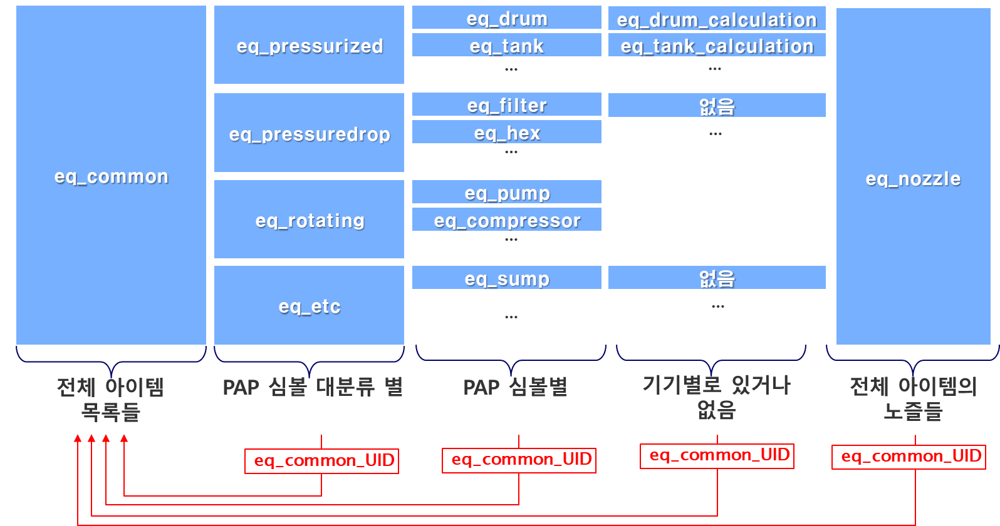 eq_common
eq_pressurized
eq_pressuredrop
eq_rotating
eq_etc
eq_drum
eq_tank
...
eq_filter
eq_hex
...
eq_pump
eq_compressor
...
eq_sump
...
eq_drum_calculation
eq_tank_calculation
...
없음
...
없음
...
eq_nozzle
전체 아이템
목록들
PAP 심볼 대분류 별
PAP 심볼별
기기별로 있거나
없음
전체 아이템의
노즐들
eq_common_UID
eq_common_UID
eq_common_UID
eq_common_UID